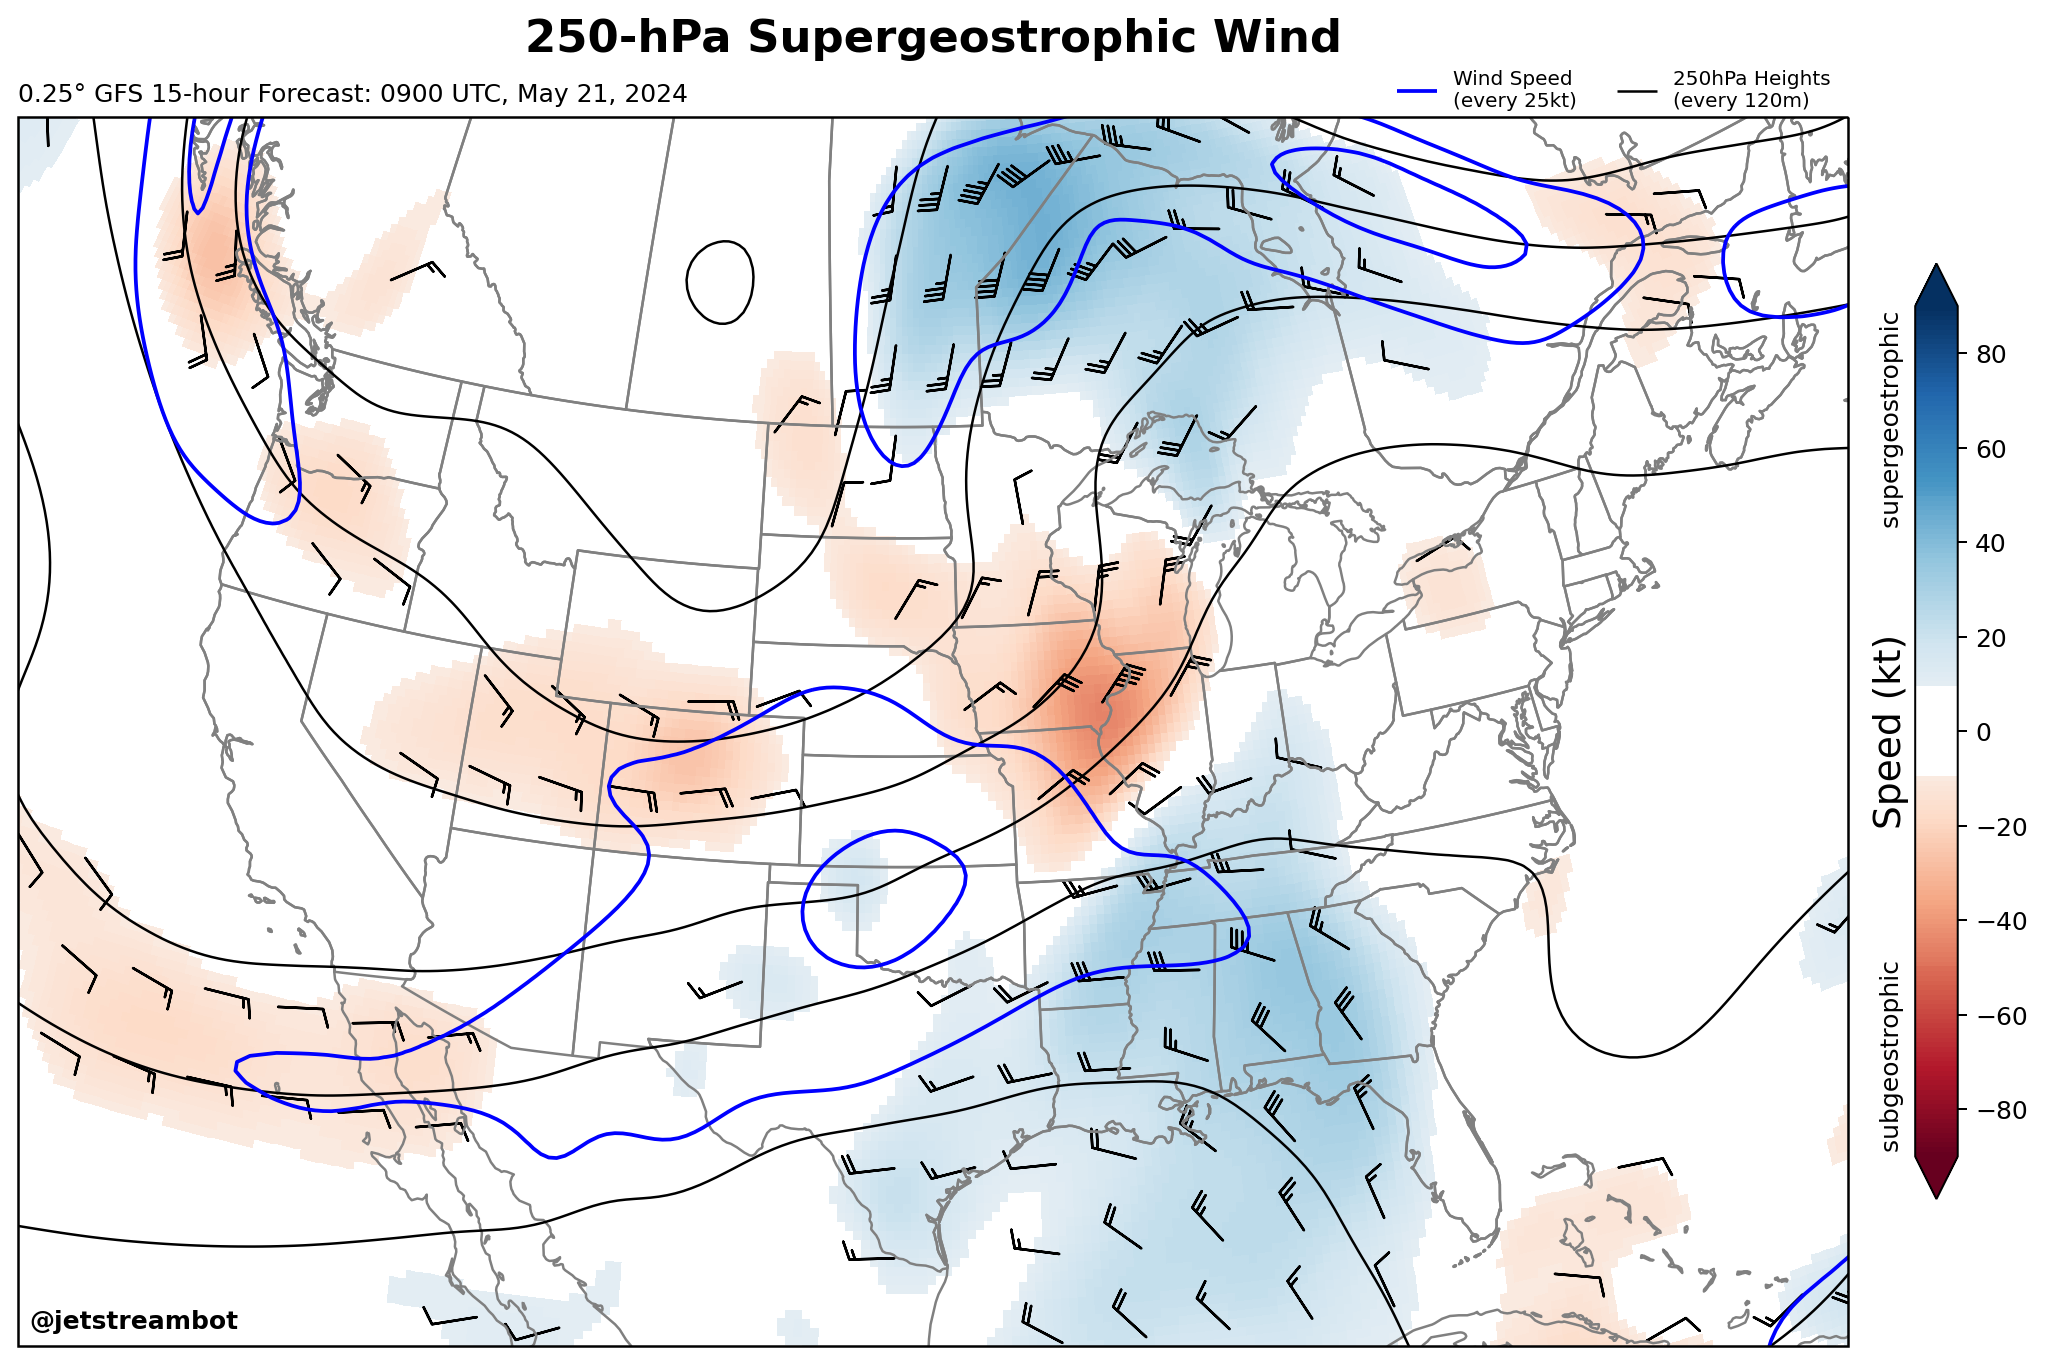 250-hPa Supergeostrophic Wind
0.25° GFS 15-hour Forecast: 0900 UTC, May 21, 2024
Wind Speed
(every 25kt)
250hPa Heights
(every 120m)
supergeostrophic
subgeostrophic
Speed (kt)
80
60
40
20
0
−20
−40
−60
−80
@jetstreambot